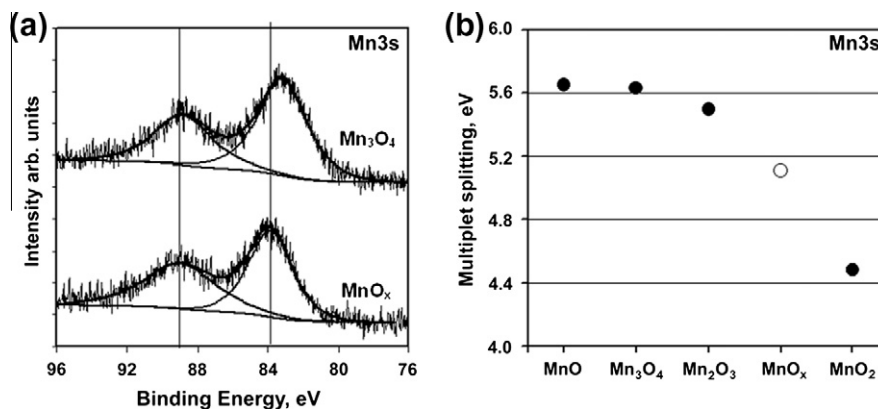 (a)
Mn3s
Mn₃O₄
MnOₓ
Intensity arb. units
96 92 88 84 80 76
Binding Energy, eV
(b)
Mn3s
6.0
5.6
5.2
4.8
4.4
4.0
Multiplet splitting, eV
MnO Mn₃O₄ Mn₂O₃ MnOₓ MnO₂